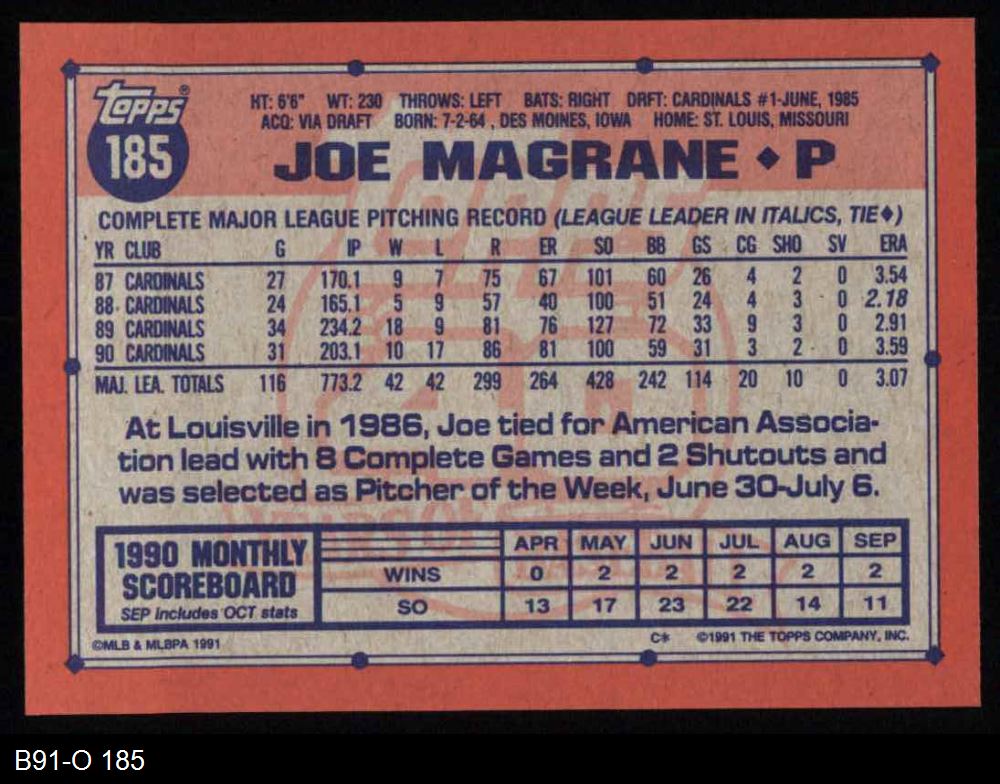 TOPPS®
185
HT: 6'6" WT: 230 THROWS: LEFT BATS: RIGHT DRFT: CARDINALS #1-JUNE, 1985
ACQ: VIA DRAFT BORN: 7-2-64, DES MOINES, IOWA HOME: ST. LOUIS, MISSOURI
JOE MAGRANE ◆ P
COMPLETE MAJOR LEAGUE PITCHING RECORD (LEAGUE LEADER IN ITALICS, TIE◆)
YR CLUB G IP W L R ER SO BB GS CG SHO SV ERA
87 CARDINALS 27 170.1 9 7 75 67 101 60 26 4 2 0 3.54
88 CARDINALS 24 165.1 5 9 57 40 100 51 24 4 3 0 2.18
89 CARDINALS 34 234.2 18 9 81 76 127 72 33 9 3 0 2.91
90 CARDINALS 31 203.1 10 17 86 81 100 59 31 3 2 0 3.59
MAJ. LEA. TOTALS 116 773.2 42 42 299 264 428 242 114 20 10 0 3.07
At Louisville in 1986, Joe tied for American Associa-
tion lead with 8 Complete Games and 2 Shutouts and
was selected as Pitcher of the Week, June 30-July 6.
1990 MONTHLY
SCOREBOARD
SEP includes OCT stats
APR MAY JUN JUL AUG SEP
WINS 0 2 2 2 2 2
SO 13 17 23 22 14 11
©MLB & MLBPA 1991 C* ©1991 THE TOPPS COMPANY, INC.
B91-O 185